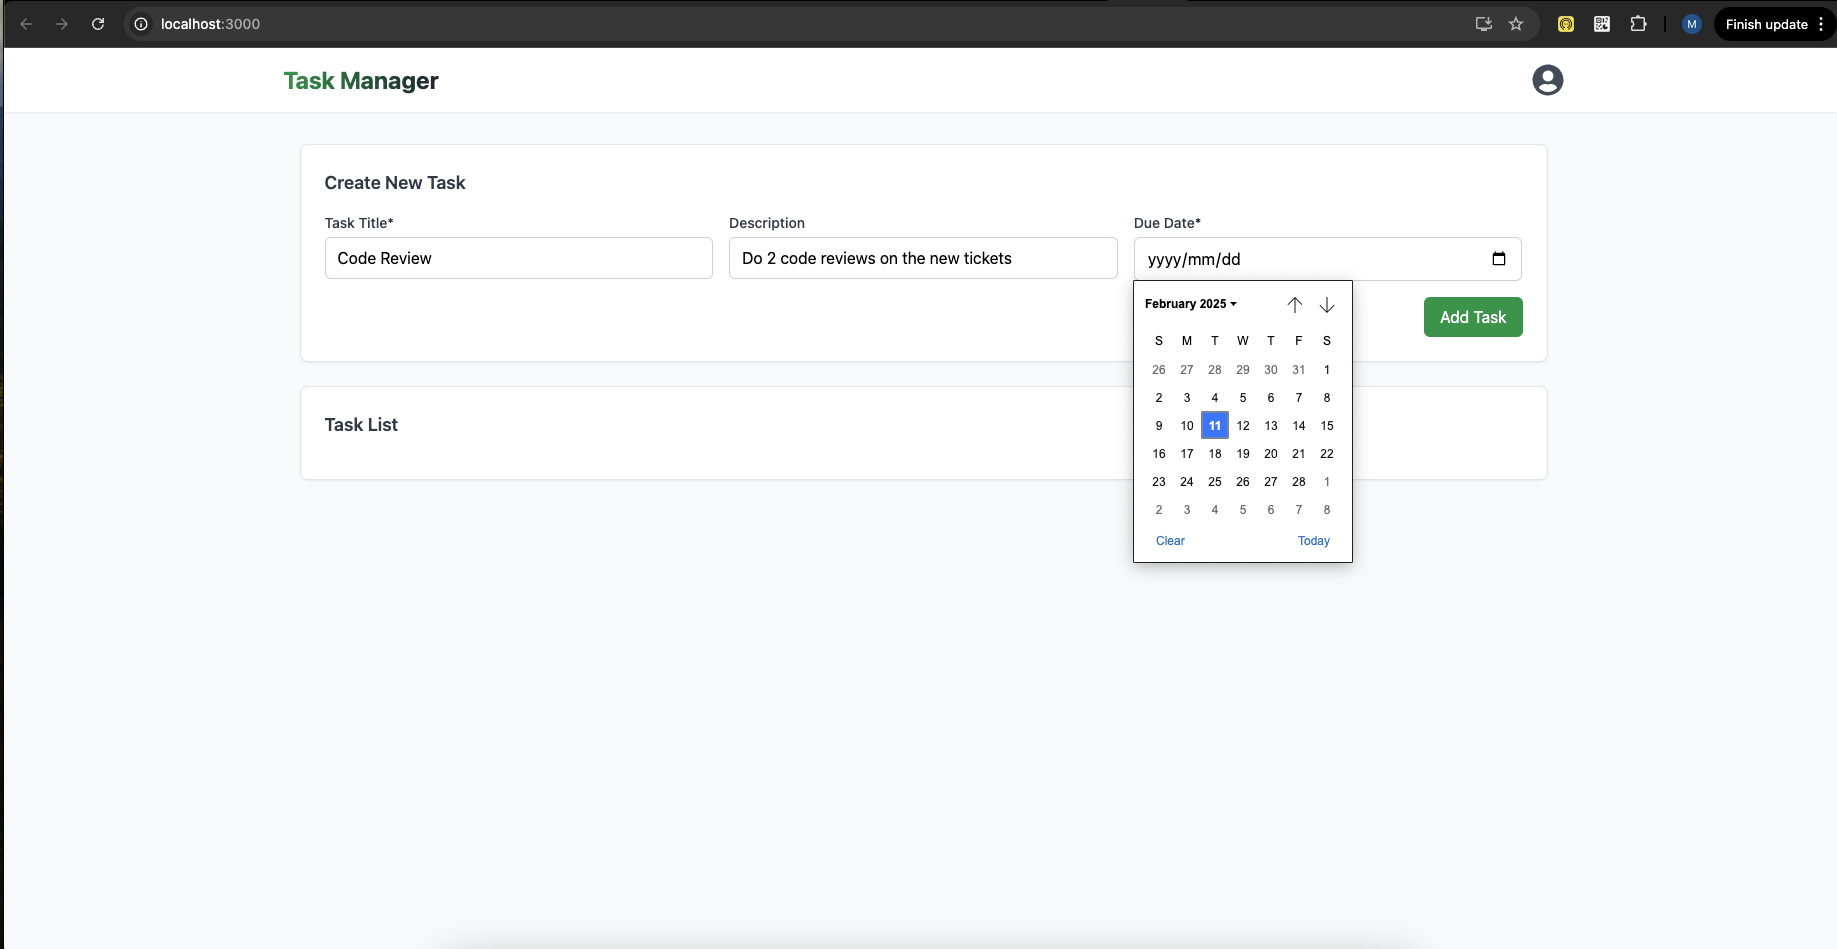 localhost:3000
M
Finish update
Task Manager
Create New Task
Task Title*
Description
Due Date*
Code Review
Do 2 code reviews on the new tickets
yyyy/mm/dd
Add Task
February 2025
S M T W T F S
26 27 28 29 30 31 1
2 3 4 5 6 7 8
9 10 11 12 13 14 15
16 17 18 19 20 21 22
23 24 25 26 27 28 1
2 3 4 5 6 7 8
Clear
Today
Task List